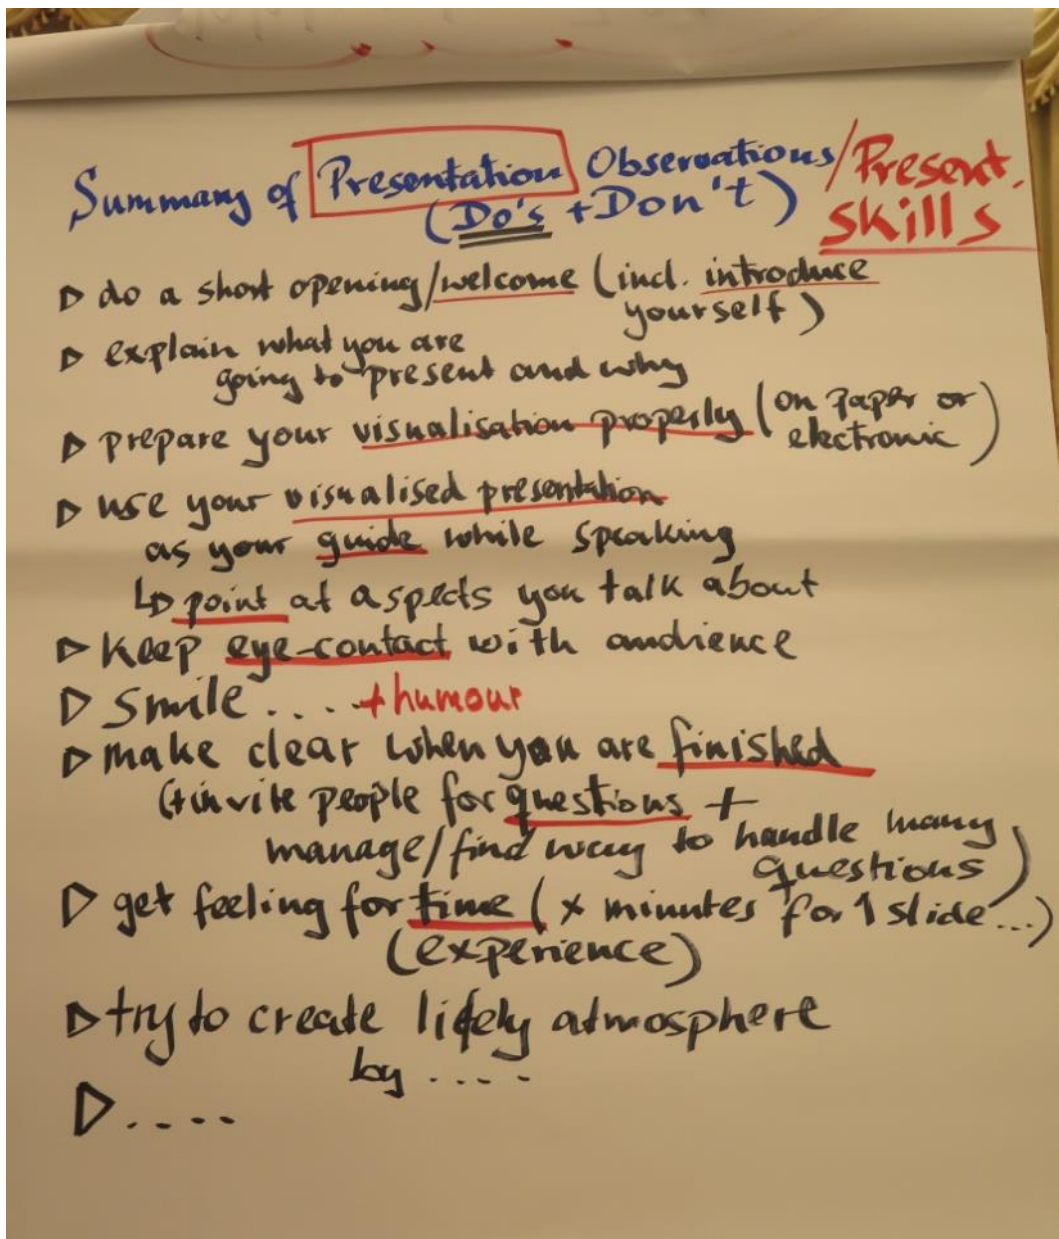 Summary of Presentation Observations / Present.
(Do's + Don't) Skills
▷ do a short opening/welcome (incl. introduce
yourself)
▷ explain what you are
going to present and why
▷ prepare your visualisation properly (on paper or
electronic)
▷ use your visualised presentation
as your guide while speaking
↳ point at aspects you talk about
▷ keep eye-contact with audience
▷ Smile .... + humour
▷ make clear when you are finished
(+ invite people for questions +
manage/find way to handle many
questions)
▷ get feeling for time (x minutes for 1 slide...)
(experience)
▷ try to create lifely atmosphere
by .....
▷ ....